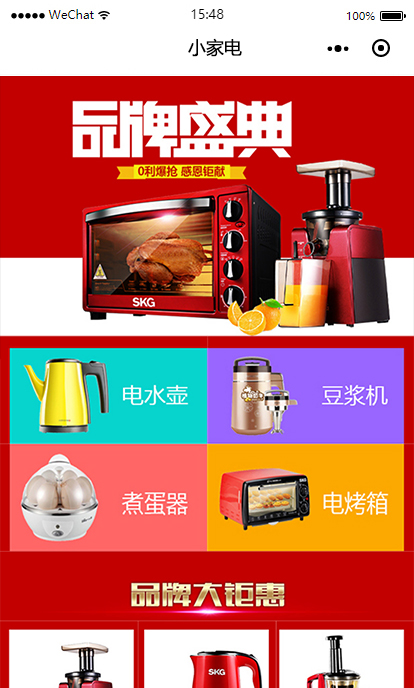 WeChat 15:48 100%
小家电
品牌盛典
0利爆抢 感恩钜献
SKG
电水壶 豆浆机
煮蛋器 电烤箱
品牌大钜惠
SKG